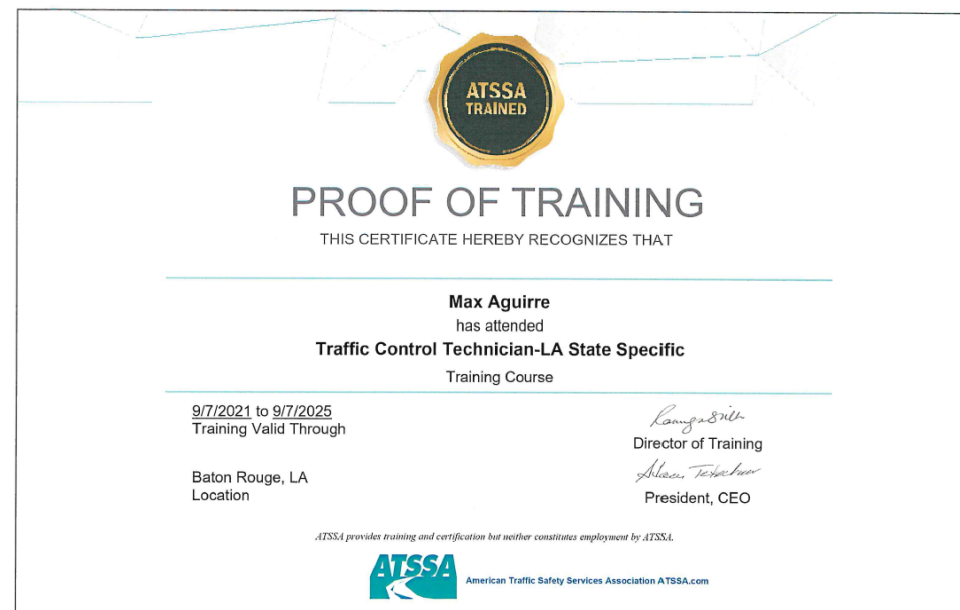 ATSSA
TRAINED
PROOF OF TRAINING
THIS CERTIFICATE HEREBY RECOGNIZES THAT
Max Aguirre
has attended
Traffic Control Technician-LA State Specific
Training Course
9/7/2021 to 9/7/2025
Training Valid Through
Director of Training
Baton Rouge, LA
Location
President, CEO
ATSSA provides training and certification but neither constitutes employment by ATSSA.
ATSSA
American Traffic Safety Services Association ATSSA.com